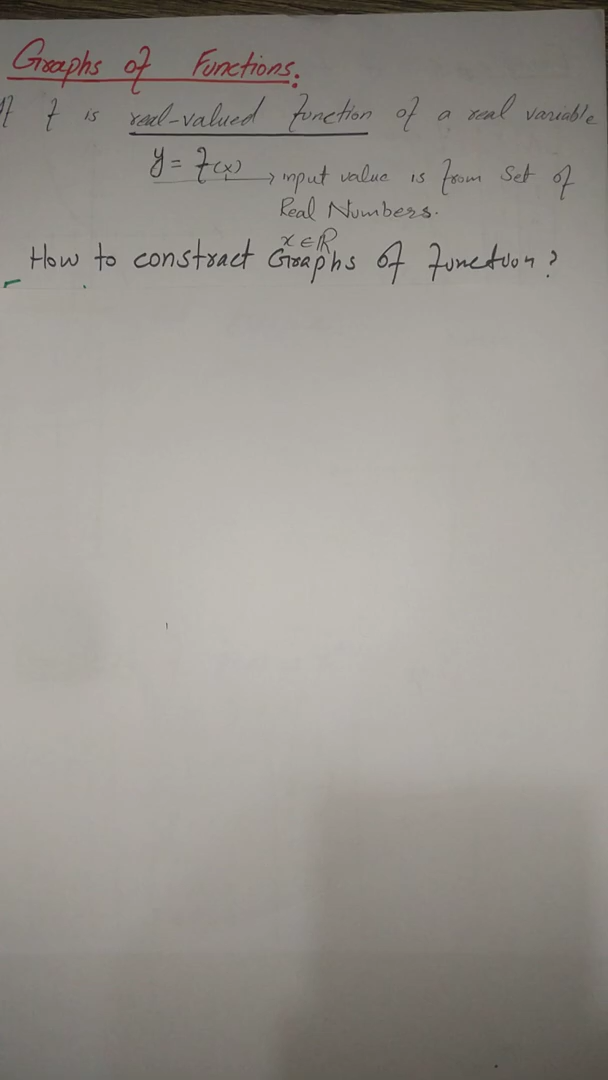 Graphs of Functions:
If f is real-valued function of a real variable
y = f(x) → input value is from Set of
Real Numbers.
x ∈ ℝ
How to constract Graphs of function?